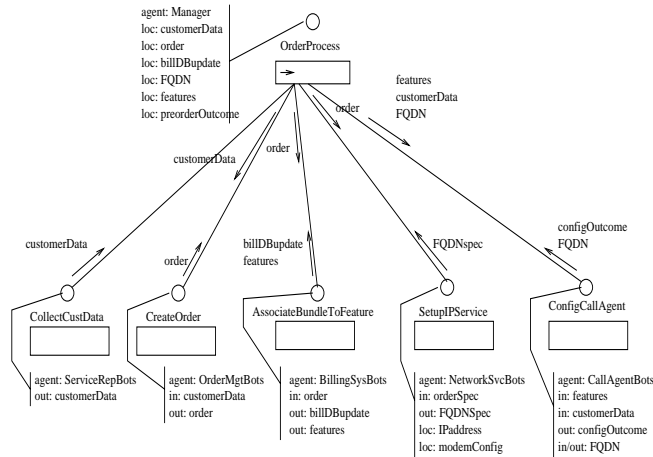 agent: Manager
loc: customerData
loc: order
loc: billDBupdate
loc: FQDN
loc: features
loc: preorderOutcome
OrderProcess
features
customerData
FQDN
order
customerData
order
customerData
order
billDBupdate
features
FQDNspec
configOutcome
FQDN
CollectCustData
CreateOrder
AssociateBundleToFeature
SetupIPService
ConfigCallAgent
agent: ServiceRepBots
out: customerData
agent: OrderMgtBots
in: customerData
out: order
agent: BillingSysBots
in: order
out: billDBupdate
out: features
agent: NetworkSvcBots
in: orderSpec
out: FQDNSpec
loc: IPaddress
loc: modemConfig
agent: CallAgentBots
in: features
in: customerData
out: configOutcome
in/out: FQDN